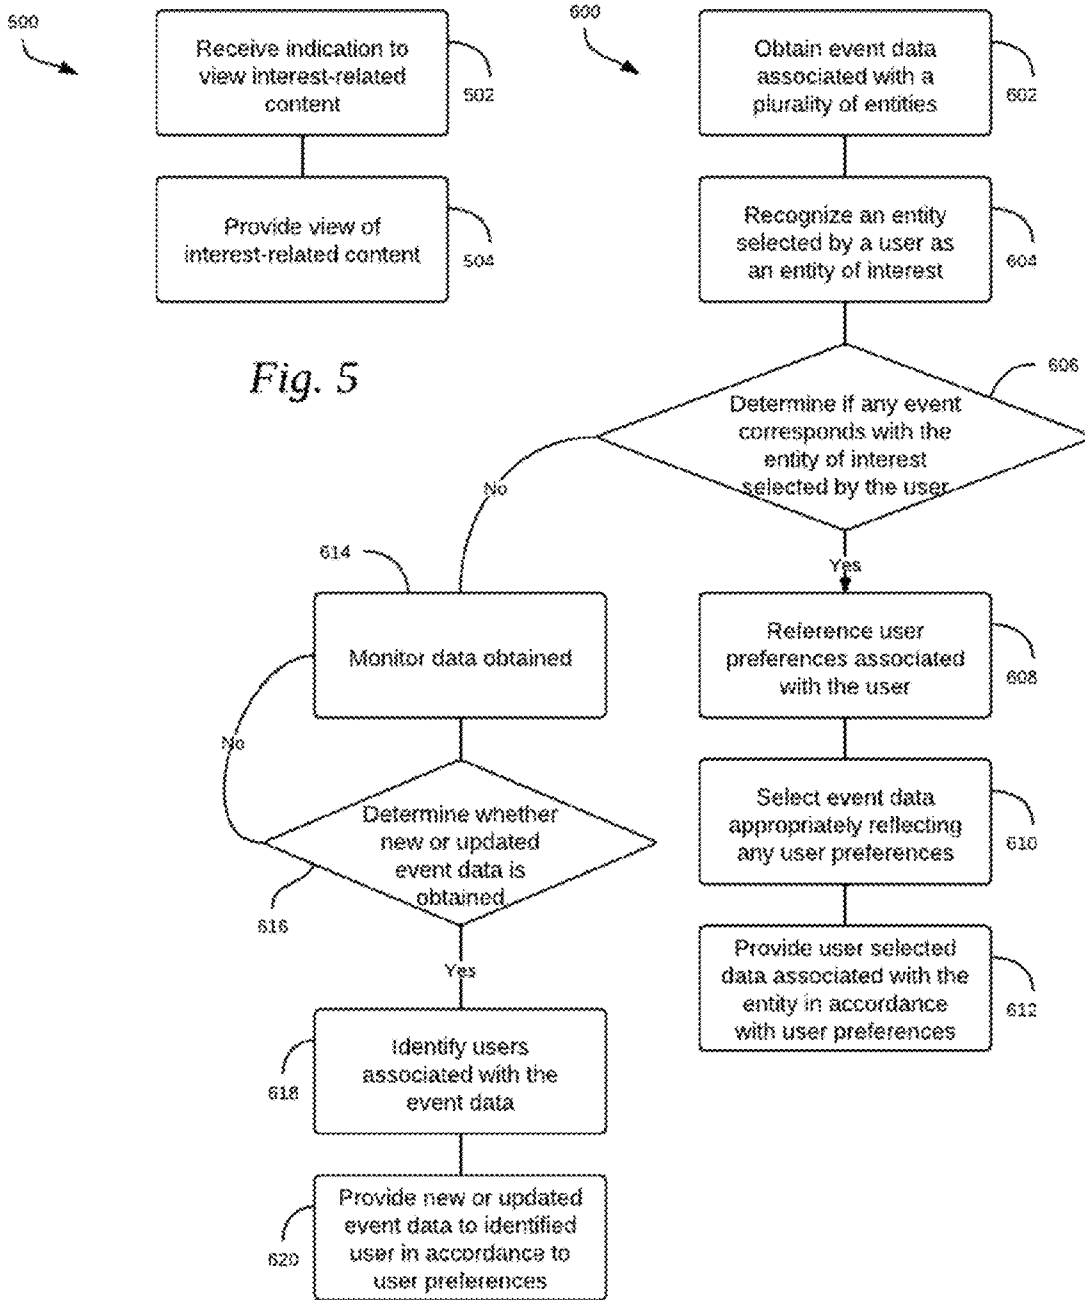 500
Receive indication to
view interest-related
content
502
Provide view of
interest-related content
504
Fig. 5
600
Obtain event data
associated with a
plurality of entities
602
Recognize an entity
selected by a user as
an entity of interest
604
Determine if any event
corresponds with the
entity of interest
selected by the user
606
No
Yes
Reference user
preferences associated
with the user
608
Select event data
appropriately reflecting
any user preferences
610
Provide user selected
data associated with the
entity in accordance
with user preferences
612
614
Monitor data obtained
No
Determine whether
new or updated
event data is
obtained
616
Yes
Identify users
associated with the
event data
618
Provide new or updated
event data to identified
user in accordance to
user preferences
620